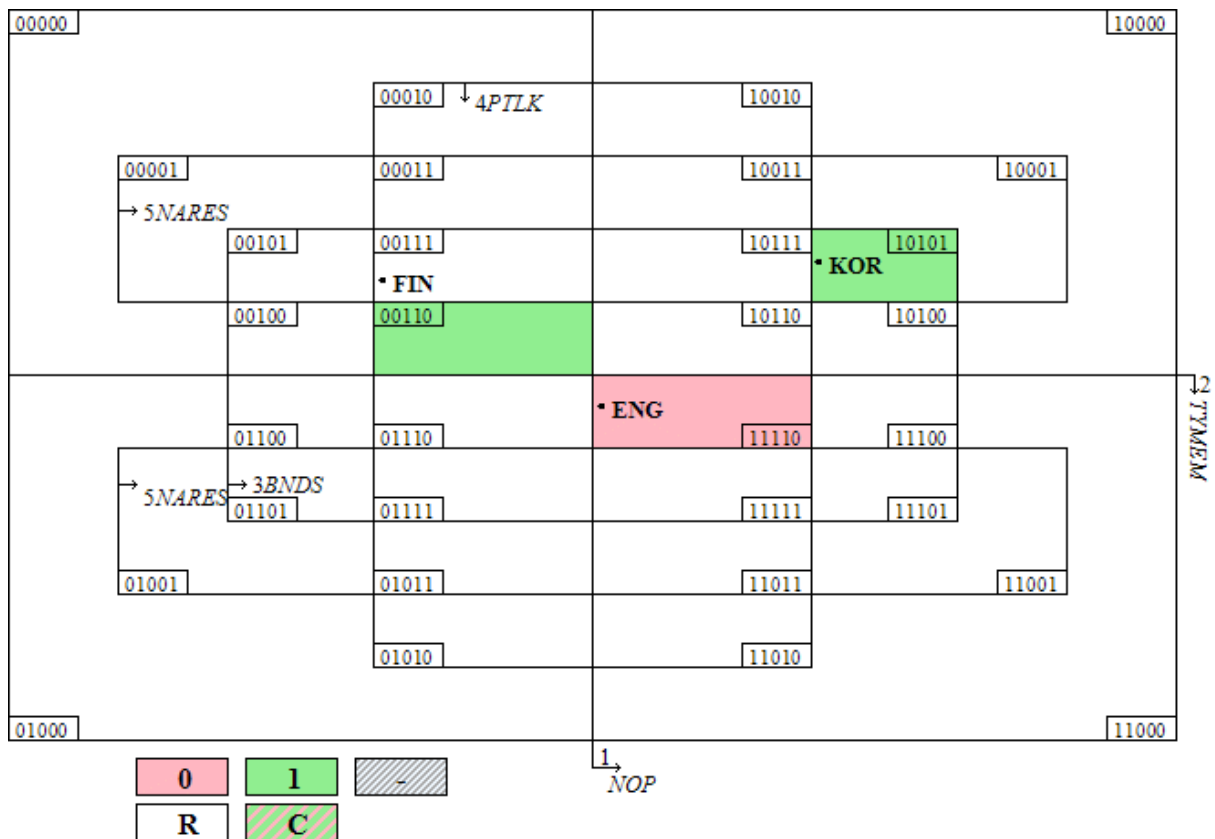 00000 10000
00010 4PTLK 10010
00001 00011 10011 10001
5NARES
00101 00111 10111 10101
KOR
FIN
00100 00110 10110 10100
2
TYMEM
ENG
01100 01110 11110 11100
5NARES 3BNDS
01101 01111 11111 11101
01001 01011 11011 11001
01010 11010
01000 11000
1
NOP
0 1 -
R C